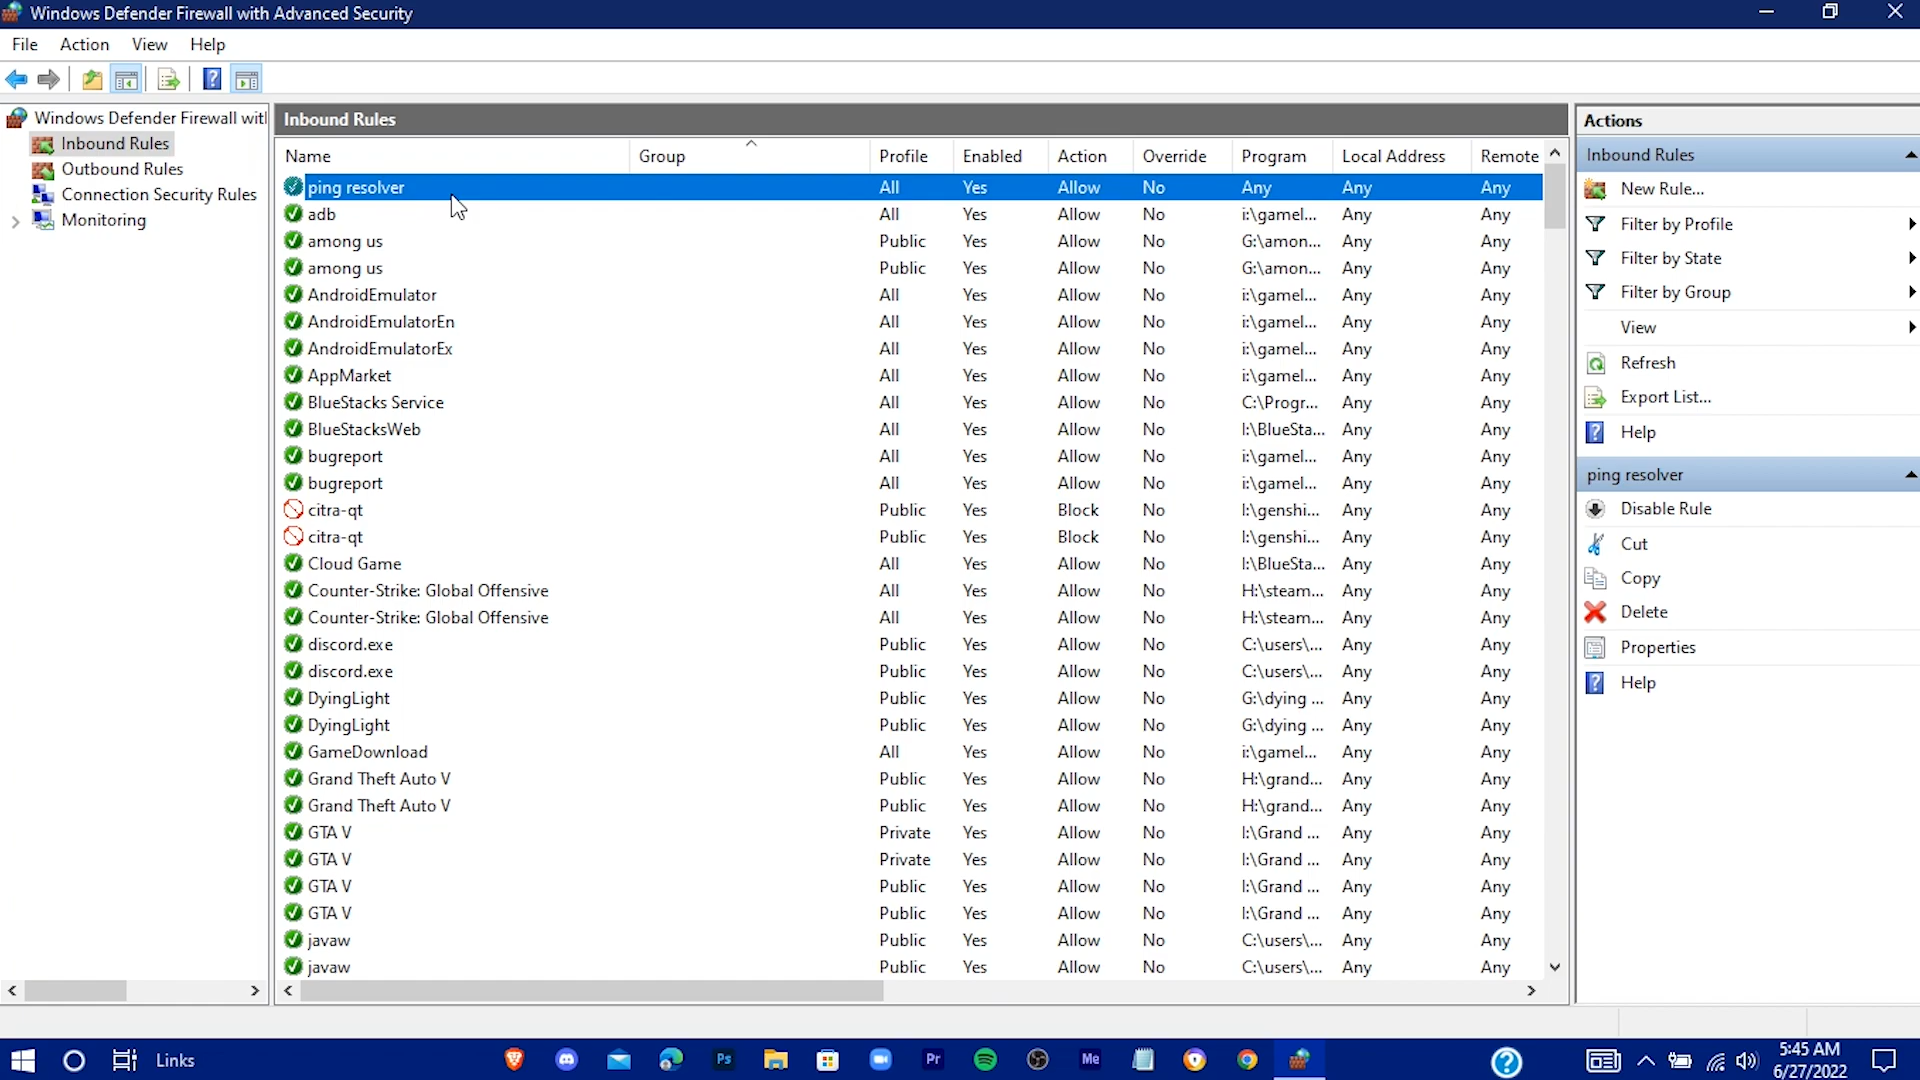 Windows Defender Firewall with Advanced Security
File Action View Help
Windows Defender Firewall witl
Inbound Rules
Outbound Rules
Connection Security Rules
Monitoring
Inbound Rules
Name Group Profile Enabled Action Override Program Local Address Remote
ping resolver All Yes Allow No Any Any Any
adb All Yes Allow No i:\gamel... Any Any
among us Public Yes Allow No G:\amon... Any Any
among us Public Yes Allow No G:\amon... Any Any
AndroidEmulator All Yes Allow No i:\gamel... Any Any
AndroidEmulatorEn All Yes Allow No i:\gamel... Any Any
AndroidEmulatorEx All Yes Allow No i:\gamel... Any Any
AppMarket All Yes Allow No i:\gamel... Any Any
BlueStacks Service All Yes Allow No C:\Progr... Any Any
BlueStacksWeb All Yes Allow No I:\BlueSta... Any Any
bugreport All Yes Allow No i:\gamel... Any Any
bugreport All Yes Allow No i:\gamel... Any Any
citra-qt Public Yes Block No I:\genshi... Any Any
citra-qt Public Yes Block No I:\genshi... Any Any
Cloud Game All Yes Allow No I:\BlueSta... Any Any
Counter-Strike: Global Offensive All Yes Allow No H:\steam... Any Any
Counter-Strike: Global Offensive All Yes Allow No H:\steam... Any Any
discord.exe Public Yes Allow No C:\users\... Any Any
discord.exe Public Yes Allow No C:\users\... Any Any
DyingLight Public Yes Allow No G:\dying ... Any Any
DyingLight Public Yes Allow No G:\dying ... Any Any
GameDownload All Yes Allow No i:\gamel... Any Any
Grand Theft Auto V Public Yes Allow No H:\grand... Any Any
Grand Theft Auto V Public Yes Allow No H:\grand... Any Any
GTA V Private Yes Allow No I:\Grand ... Any Any
GTA V Private Yes Allow No I:\Grand ... Any Any
GTA V Public Yes Allow No I:\Grand ... Any Any
GTA V Public Yes Allow No I:\Grand ... Any Any
javaw Public Yes Allow No C:\users\... Any Any
javaw Public Yes Allow No C:\users\... Any Any
Actions
Inbound Rules
New Rule...
Filter by Profile
Filter by State
Filter by Group
View
Refresh
Export List...
Help
ping resolver
Disable Rule
Cut
Copy
Delete
Properties
Help
Links
Ps
Pr
Me
5:45 AM
6/27/2022